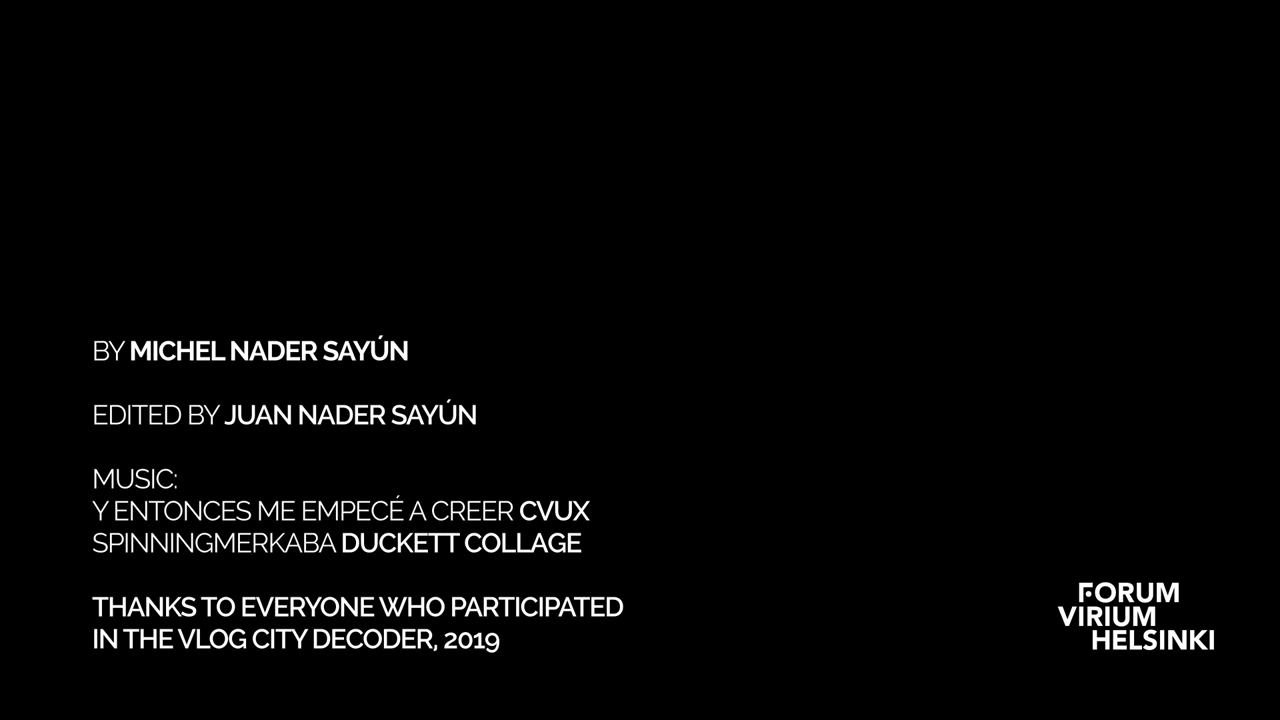 BY MICHEL NADER SAYÚN
EDITED BY JUAN NADER SAYÚN
MUSIC:
Y ENTONCES ME EMPECÉ A CREER CVUX
SPINNINGMERKABA DUCKETT COLLAGE
THANKS TO EVERYONE WHO PARTICIPATED
IN THE VLOG CITY DECODER, 2019
FORUM
VIRIUM
HELSINKI